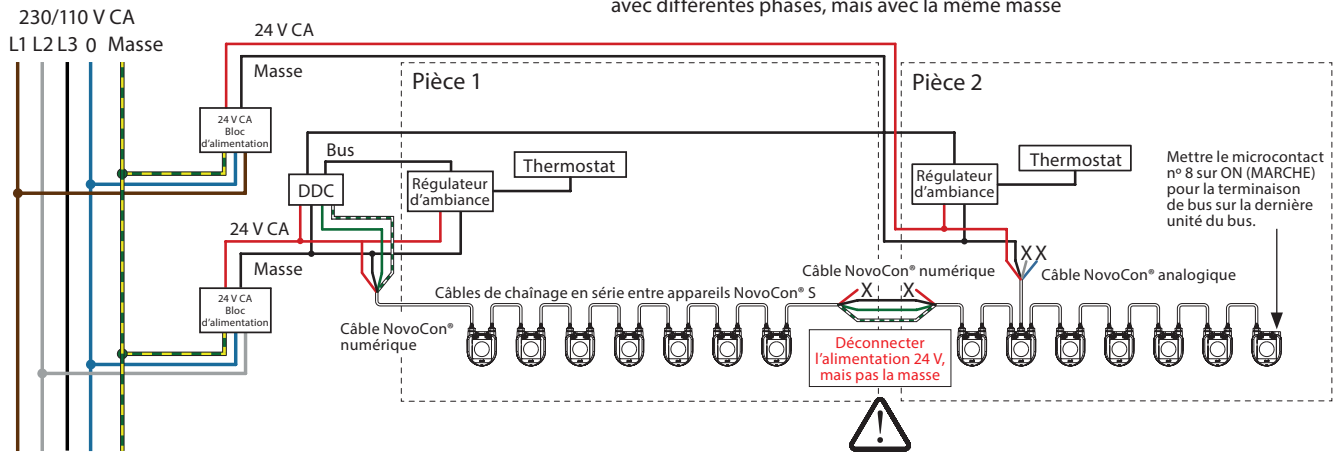 avec différentes phases, mais avec la même masse
230/110 V CA
L1 L2 L3 0 Masse
24 V CA
Masse
24 V CA
Bloc
d'alimentation
Pièce 1
Pièce 2
Bus
DDC
Régulateur
d'ambiance
Thermostat
Régulateur
d'ambiance
Thermostat
Mettre le microcontact
nº 8 sur ON (MARCHE)
pour la terminaison
de bus sur la dernière
unité du bus.
24 V CA
Masse
24 V CA
Bloc
d'alimentation
X X
Câble NovoCon® numérique
Câble NovoCon® analogique
Câbles de chaînage en série entre appareils NovoCon® S
X X
Câble NovoCon®
numérique
Déconnecter
l'alimentation 24 V,
mais pas la masse
!